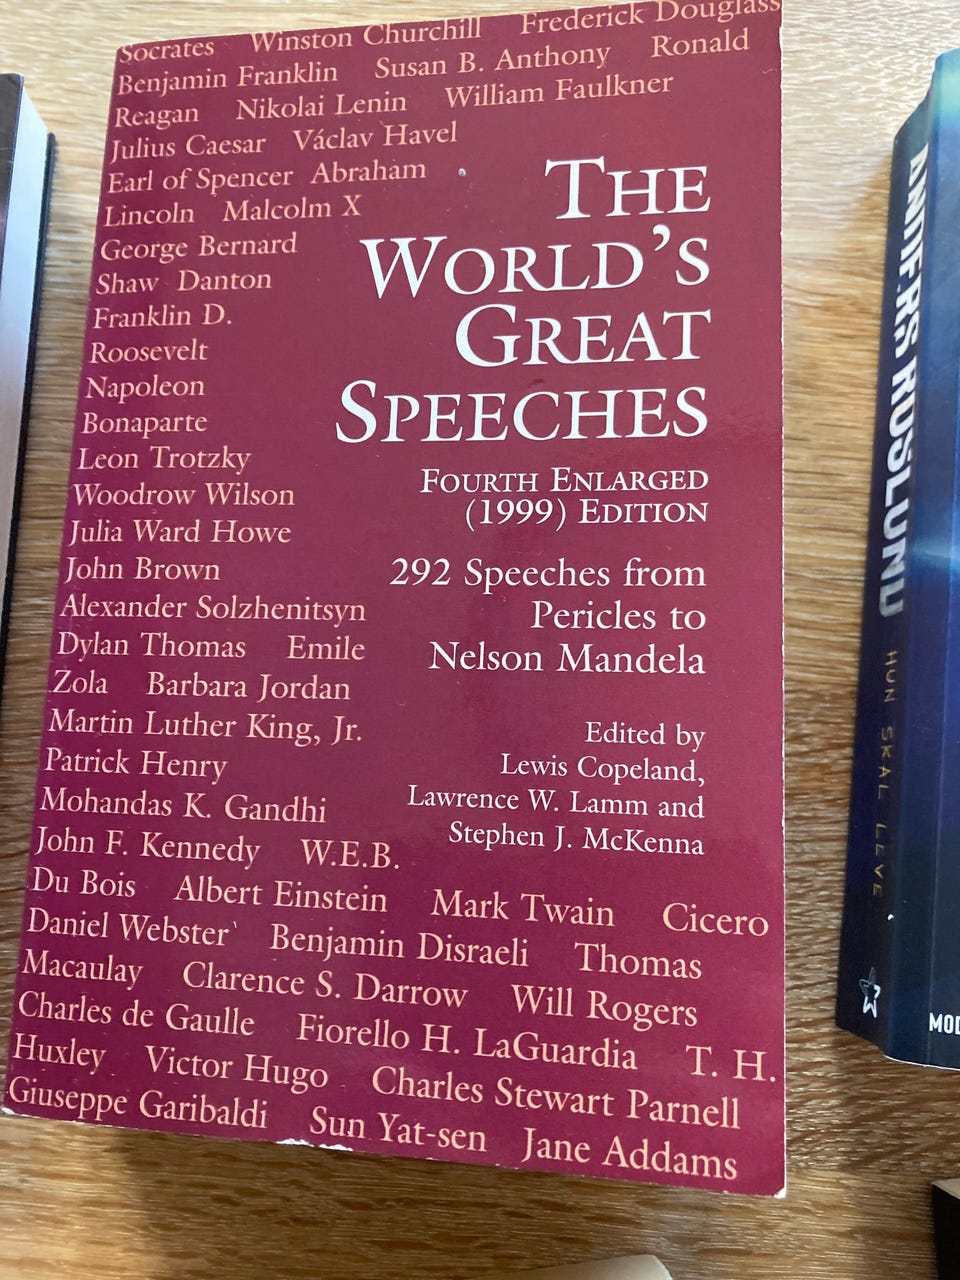 Socrates Winston Churchill Frederick Douglass
Benjamin Franklin Susan B. Anthony Ronald
Reagan Nikolai Lenin William Faulkner
Julius Caesar Václav Havel
Earl of Spencer Abraham
Lincoln Malcolm X
George Bernard
Shaw Danton
Franklin D.
Roosevelt
Napoleon
Bonaparte
Leon Trotzky
Woodrow Wilson
Julia Ward Howe
John Brown
Alexander Solzhenitsyn
Dylan Thomas Emile
Zola Barbara Jordan
Martin Luther King, Jr.
Patrick Henry
Mohandas K. Gandhi
John F. Kennedy W.E.B.
Du Bois Albert Einstein Mark Twain Cicero
Daniel Webster Benjamin Disraeli Thomas
Macaulay Clarence S. Darrow Will Rogers
Charles de Gaulle Fiorello H. LaGuardia T. H.
Huxley Victor Hugo Charles Stewart Parnell
Giuseppe Garibaldi Sun Yat-sen Jane Addams
THE
WORLD'S
GREAT
SPEECHES
FOURTH ENLARGED
(1999) EDITION
292 Speeches from
Pericles to
Nelson Mandela
Edited by
Lewis Copeland,
Lawrence W. Lamm and
Stephen J. McKenna
ANDERS ROSLUND
HUN SKAL LEVE
MOD